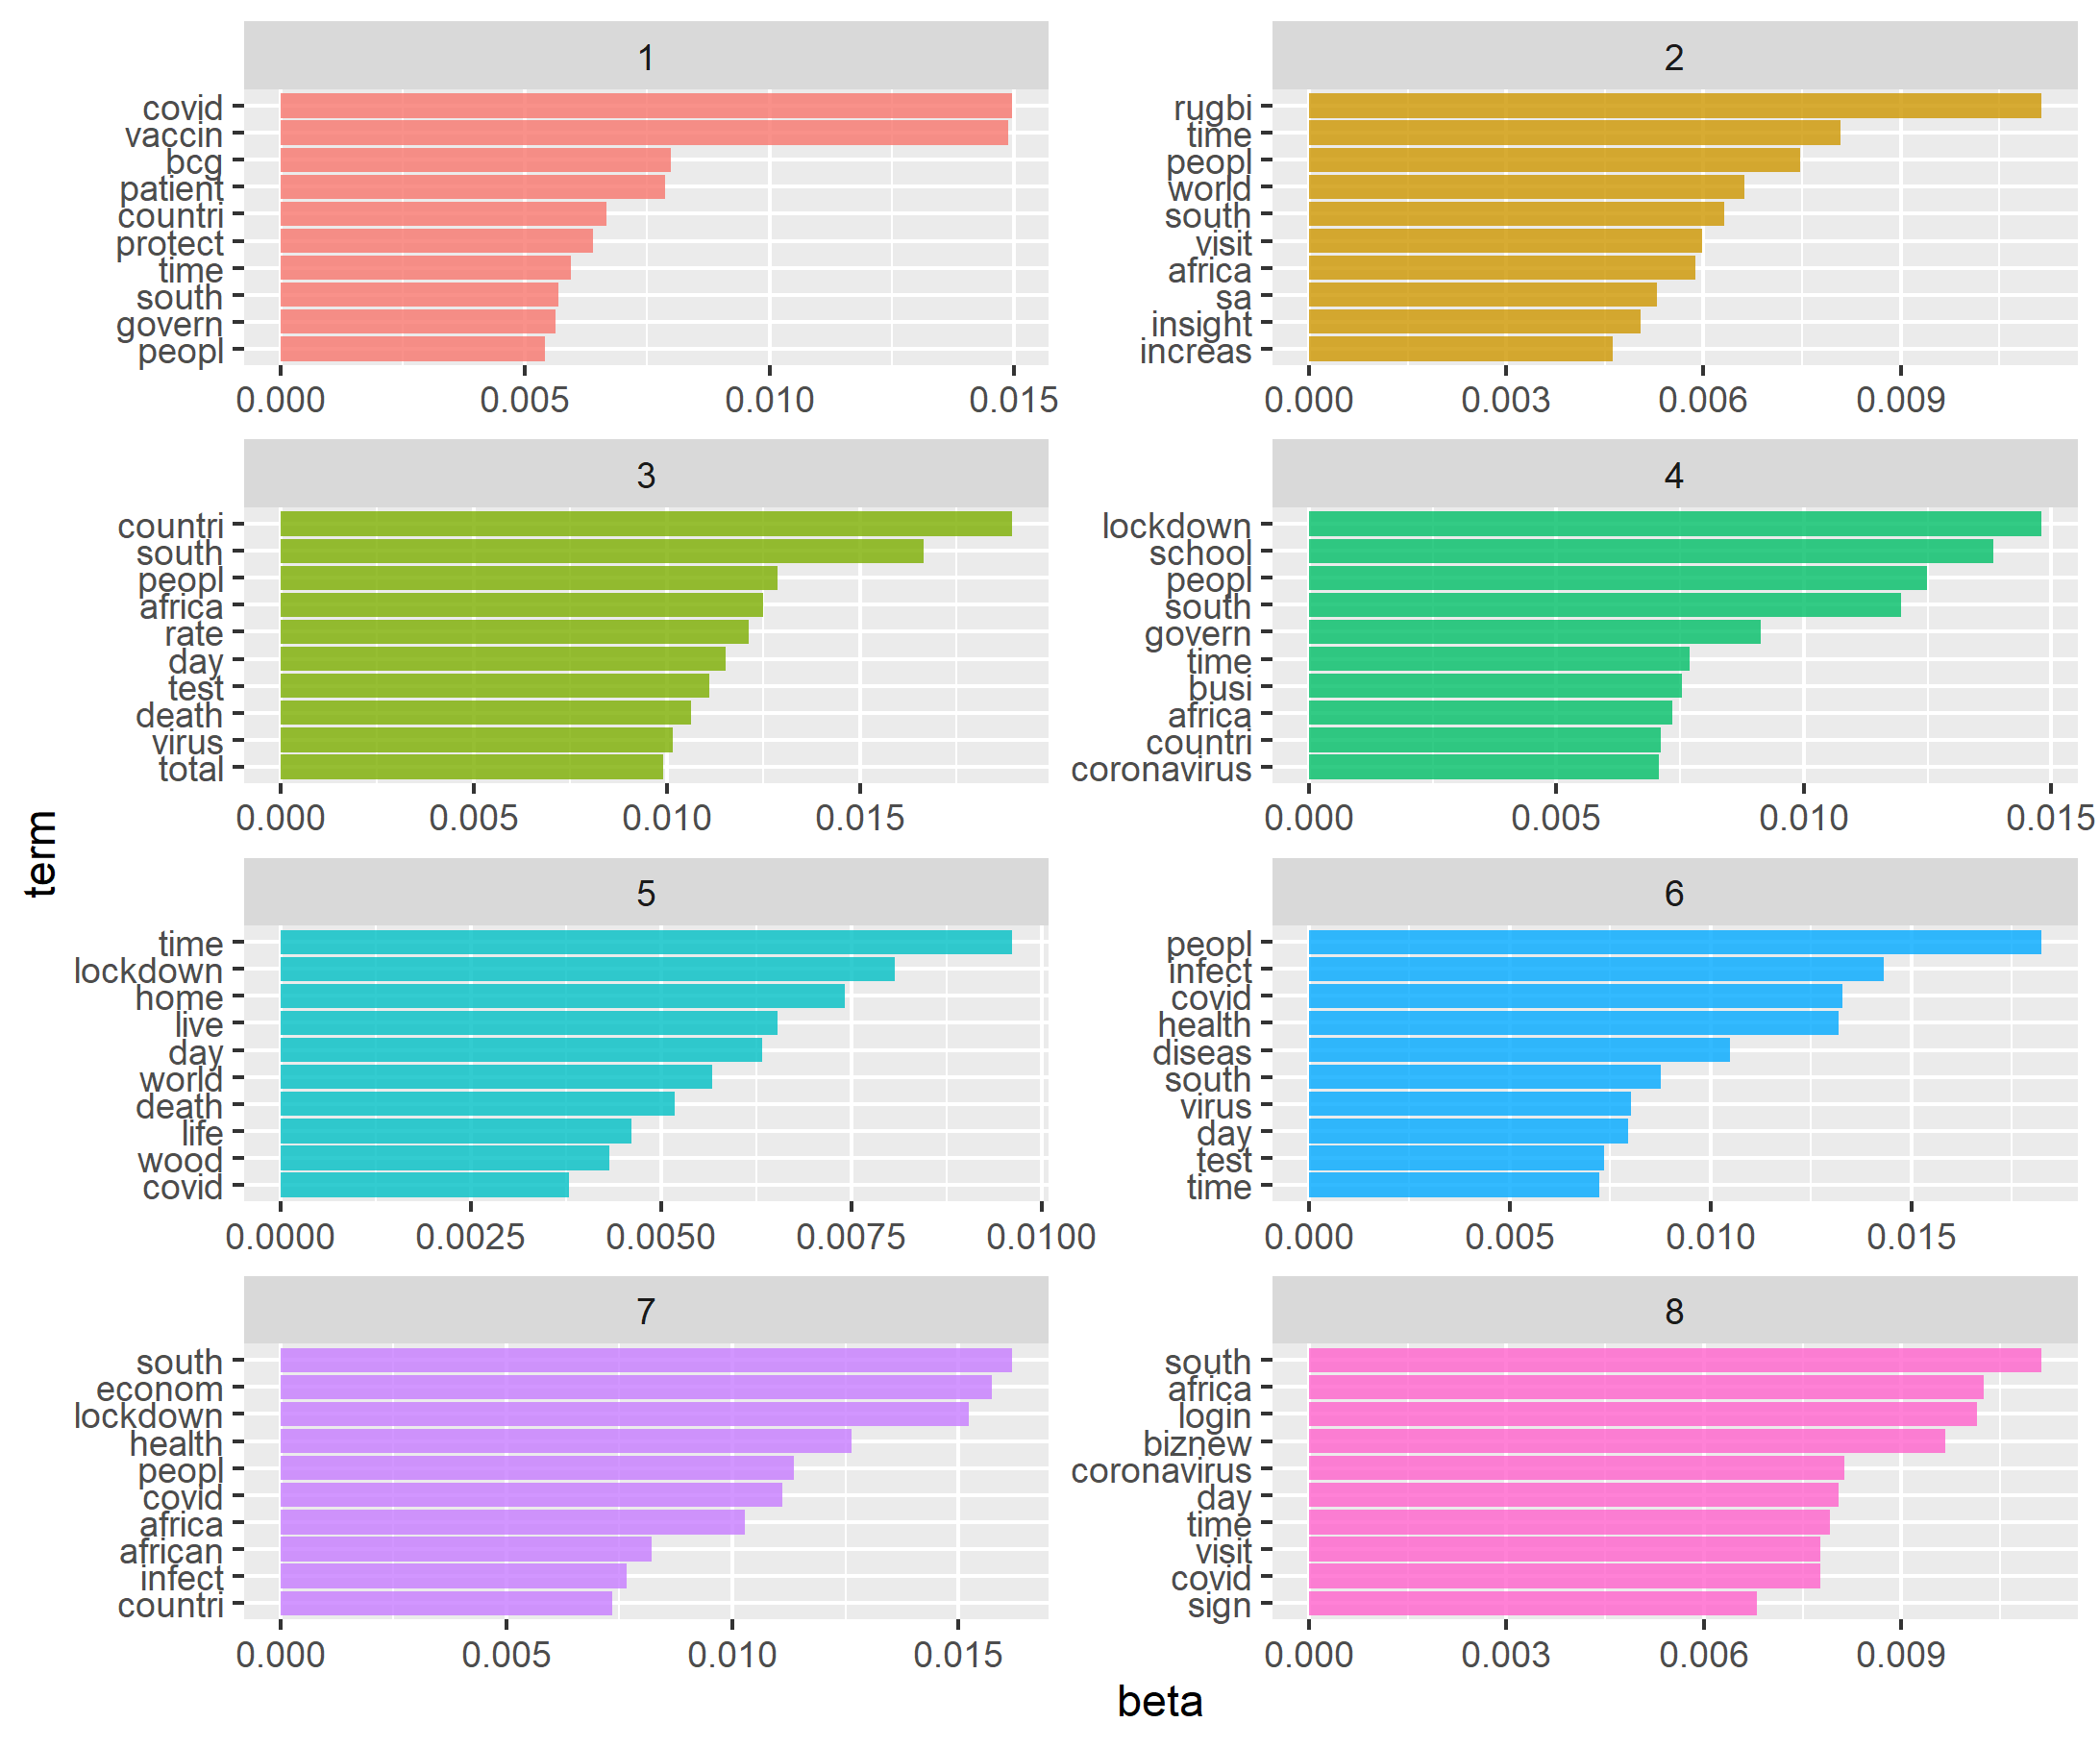 1
covid
vaccin
bcg
patient
countri
protect
time
south
govern
peopl
0.000 0.005 0.010 0.015
2
rugbi
time
peopl
world
south
visit
africa
sa
insight
increas
0.000 0.003 0.006 0.009
3
countri
south
peopl
africa
rate
day
test
death
virus
total
0.000 0.005 0.010 0.015
4
lockdown
school
peopl
south
govern
time
busi
africa
countri
coronavirus
0.000 0.005 0.010 0.015
5
time
lockdown
home
live
day
world
death
life
wood
covid
0.0000 0.0025 0.0050 0.0075 0.0100
6
peopl
infect
covid
health
diseas
south
virus
day
test
time
0.000 0.005 0.010 0.015
7
south
econom
lockdown
health
peopl
covid
africa
african
infect
countri
0.000 0.005 0.010 0.015
8
south
africa
login
biznew
coronavirus
day
time
visit
covid
sign
0.000 0.003 0.006 0.009
term
beta